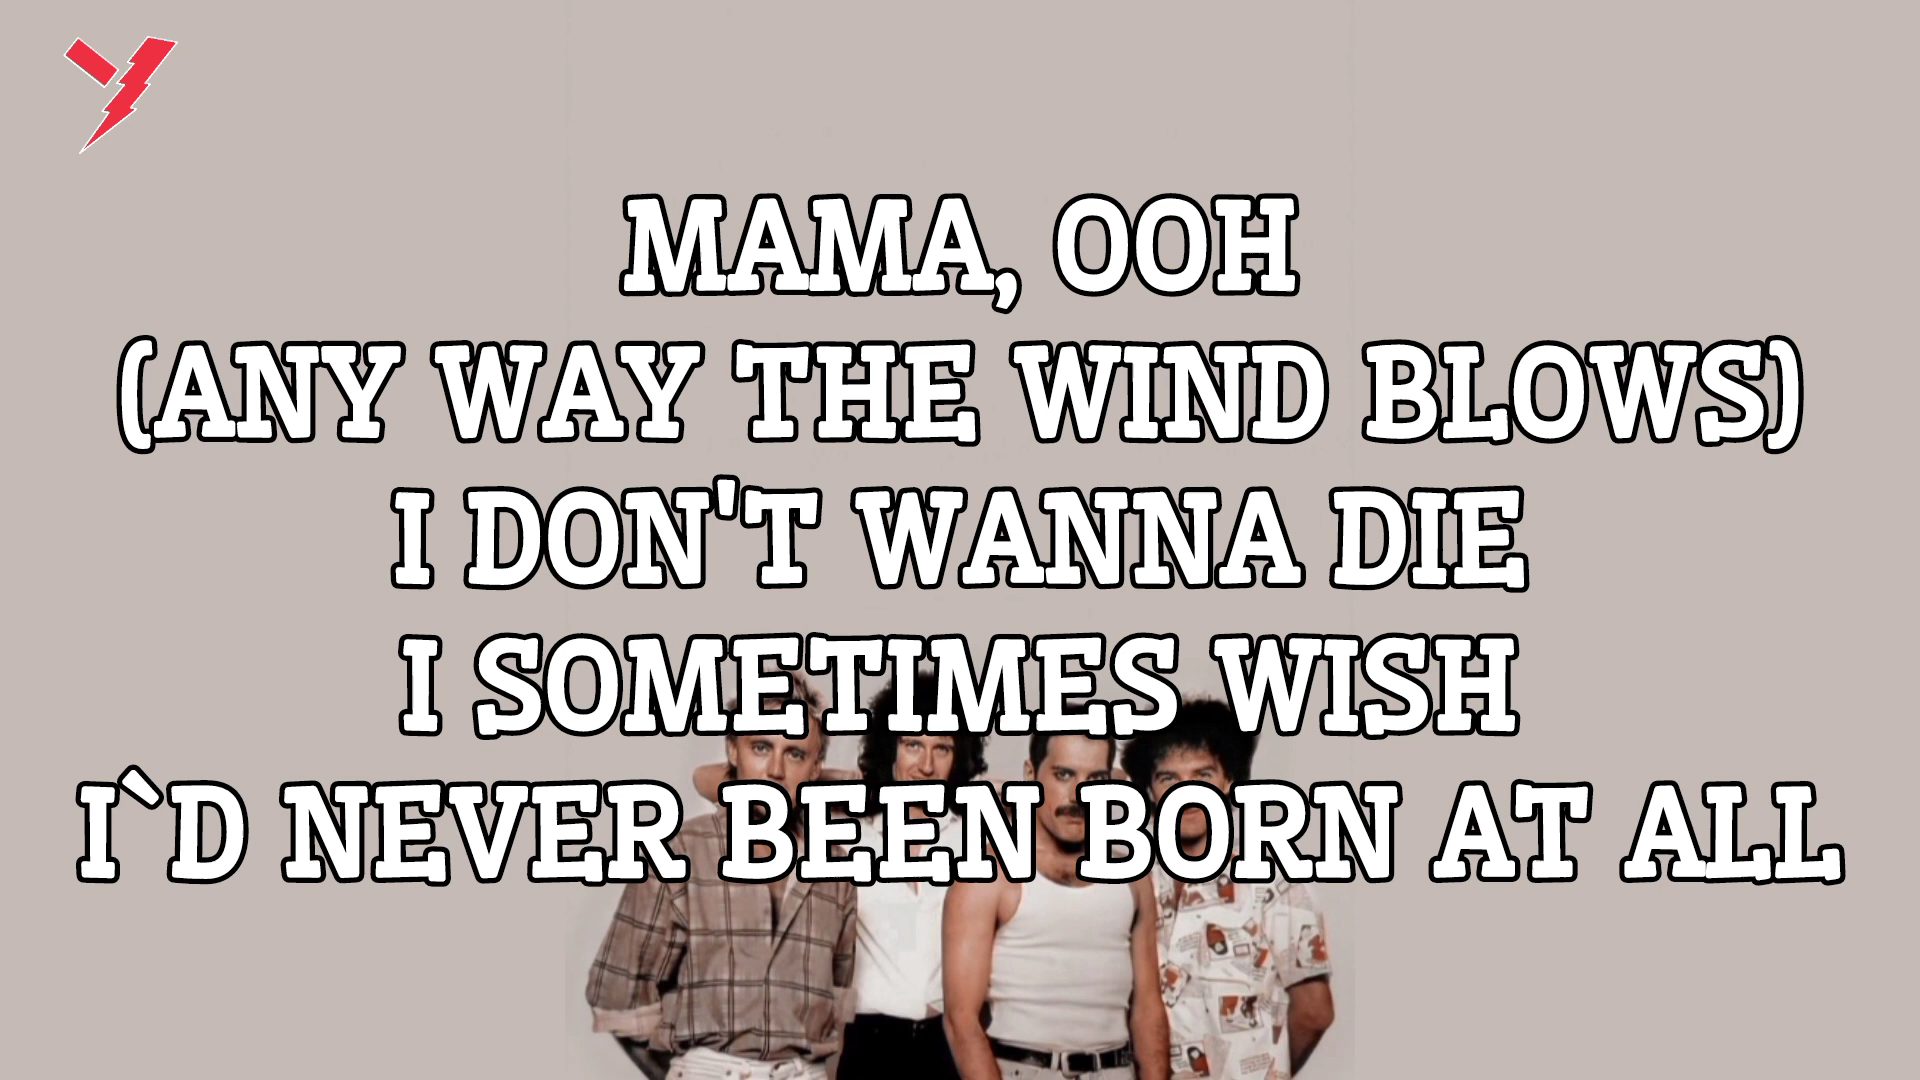 MAMA, OOH
(ANY WAY THE WIND BLOWS)
I DON'T WANNA DIE
I SOMETIMES WISH
I`D NEVER BEEN BORN AT ALL